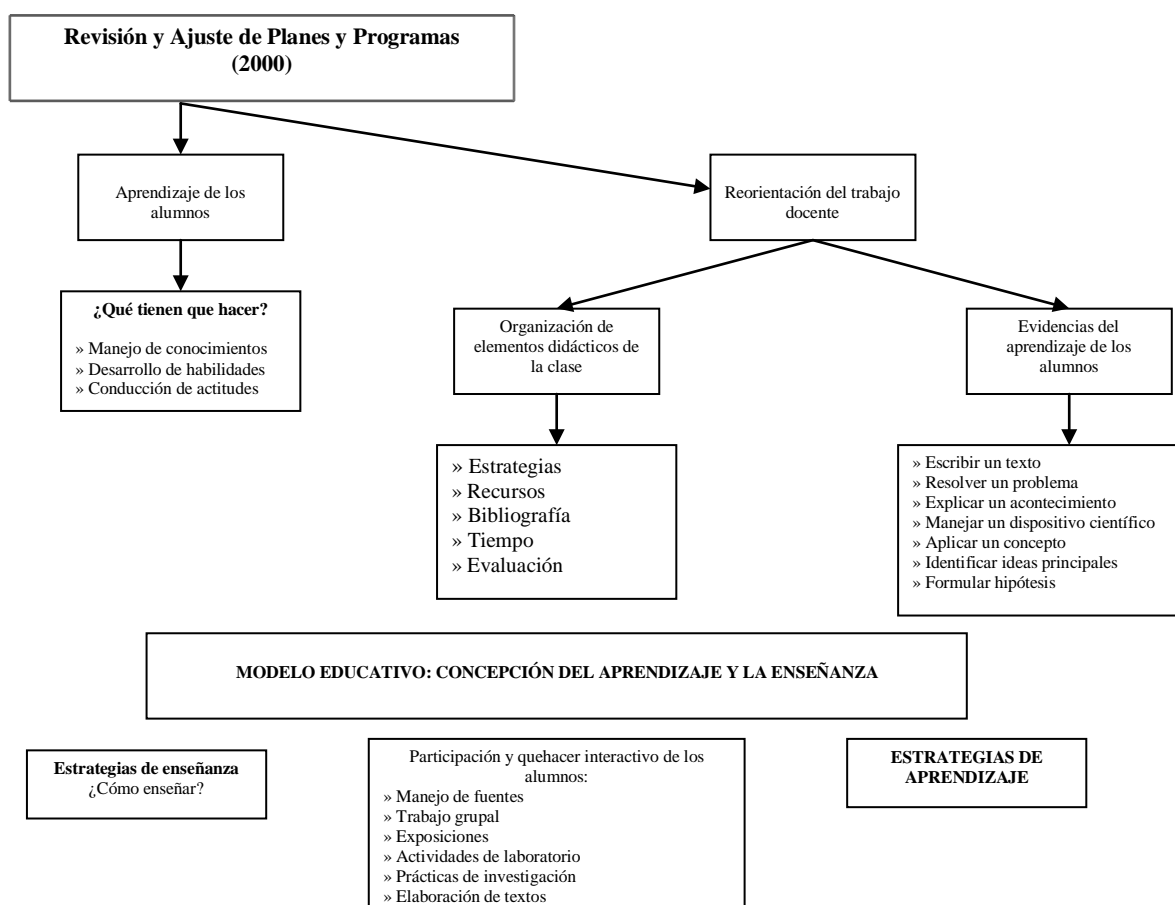 Revisión y Ajuste de Planes y Programas
(2000)
Aprendizaje de los
alumnos
Reorientación del trabajo
docente
¿Qué tienen que hacer?
» Manejo de conocimientos
» Desarrollo de habilidades
» Conducción de actitudes
Organización de
elementos didácticos de
la clase
Evidencias del
aprendizaje de los
alumnos
» Estrategias
» Recursos
» Bibliografía
» Tiempo
» Evaluación
» Escribir un texto
» Resolver un problema
» Explicar un acontecimiento
» Manejar un dispositivo científico
» Aplicar un concepto
» Identificar ideas principales
» Formular hipótesis
MODELO EDUCATIVO: CONCEPCIÓN DEL APRENDIZAJE Y LA ENSEÑANZA
Estrategias de enseñanza
¿Cómo enseñar?
Participación y quehacer interactivo de los
alumnos:
» Manejo de fuentes
» Trabajo grupal
» Exposiciones
» Actividades de laboratorio
» Prácticas de investigación
» Elaboración de textos
ESTRATEGIAS DE
APRENDIZAJE